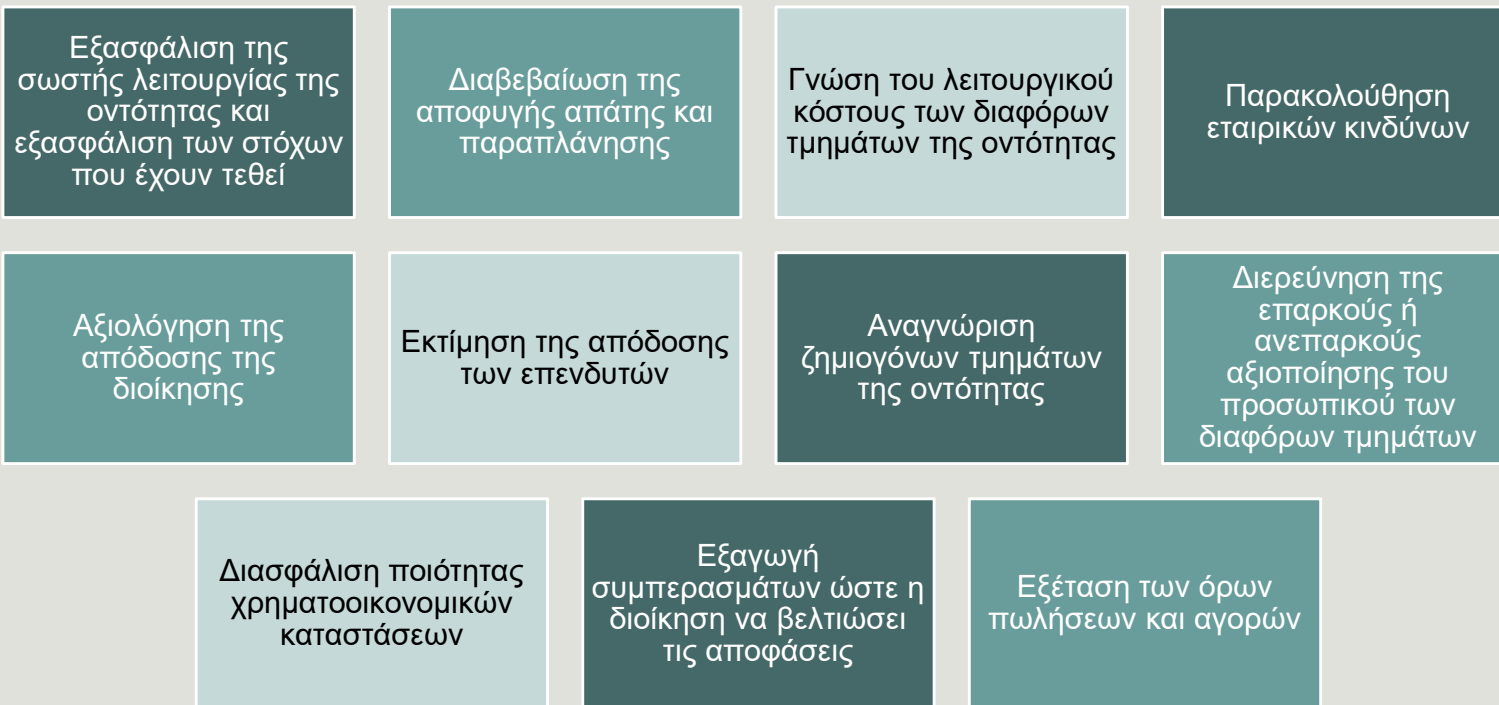 Εξασφάλιση της
σωστής λειτουργίας της
οντότητας και
εξασφάλιση των στόχων
που έχουν τεθεί
Διαβεβαίωση της
αποφυγής απάτης και
παραπλάνησης
Γνώση του λειτουργικού
κόστους των διαφόρων
τμημάτων της οντότητας
Παρακολούθηση
εταιρικών κινδύνων
Αξιολόγηση της
απόδοσης της
διοίκησης
Εκτίμηση της απόδοσης
των επενδυτών
Αναγνώριση
ζημιογόνων τμημάτων
της οντότητας
Διερεύνηση της
επαρκούς ή
ανεπαρκούς
αξιοποίησης του
προσωπικού των
διαφόρων τμημάτων
Διασφάλιση ποιότητας
χρηματοοικονομικών
καταστάσεων
Εξαγωγή
συμπερασμάτων ώστε η
διοίκηση να βελτιώσει
τις αποφάσεις
Εξέταση των όρων
πωλήσεων και αγορών